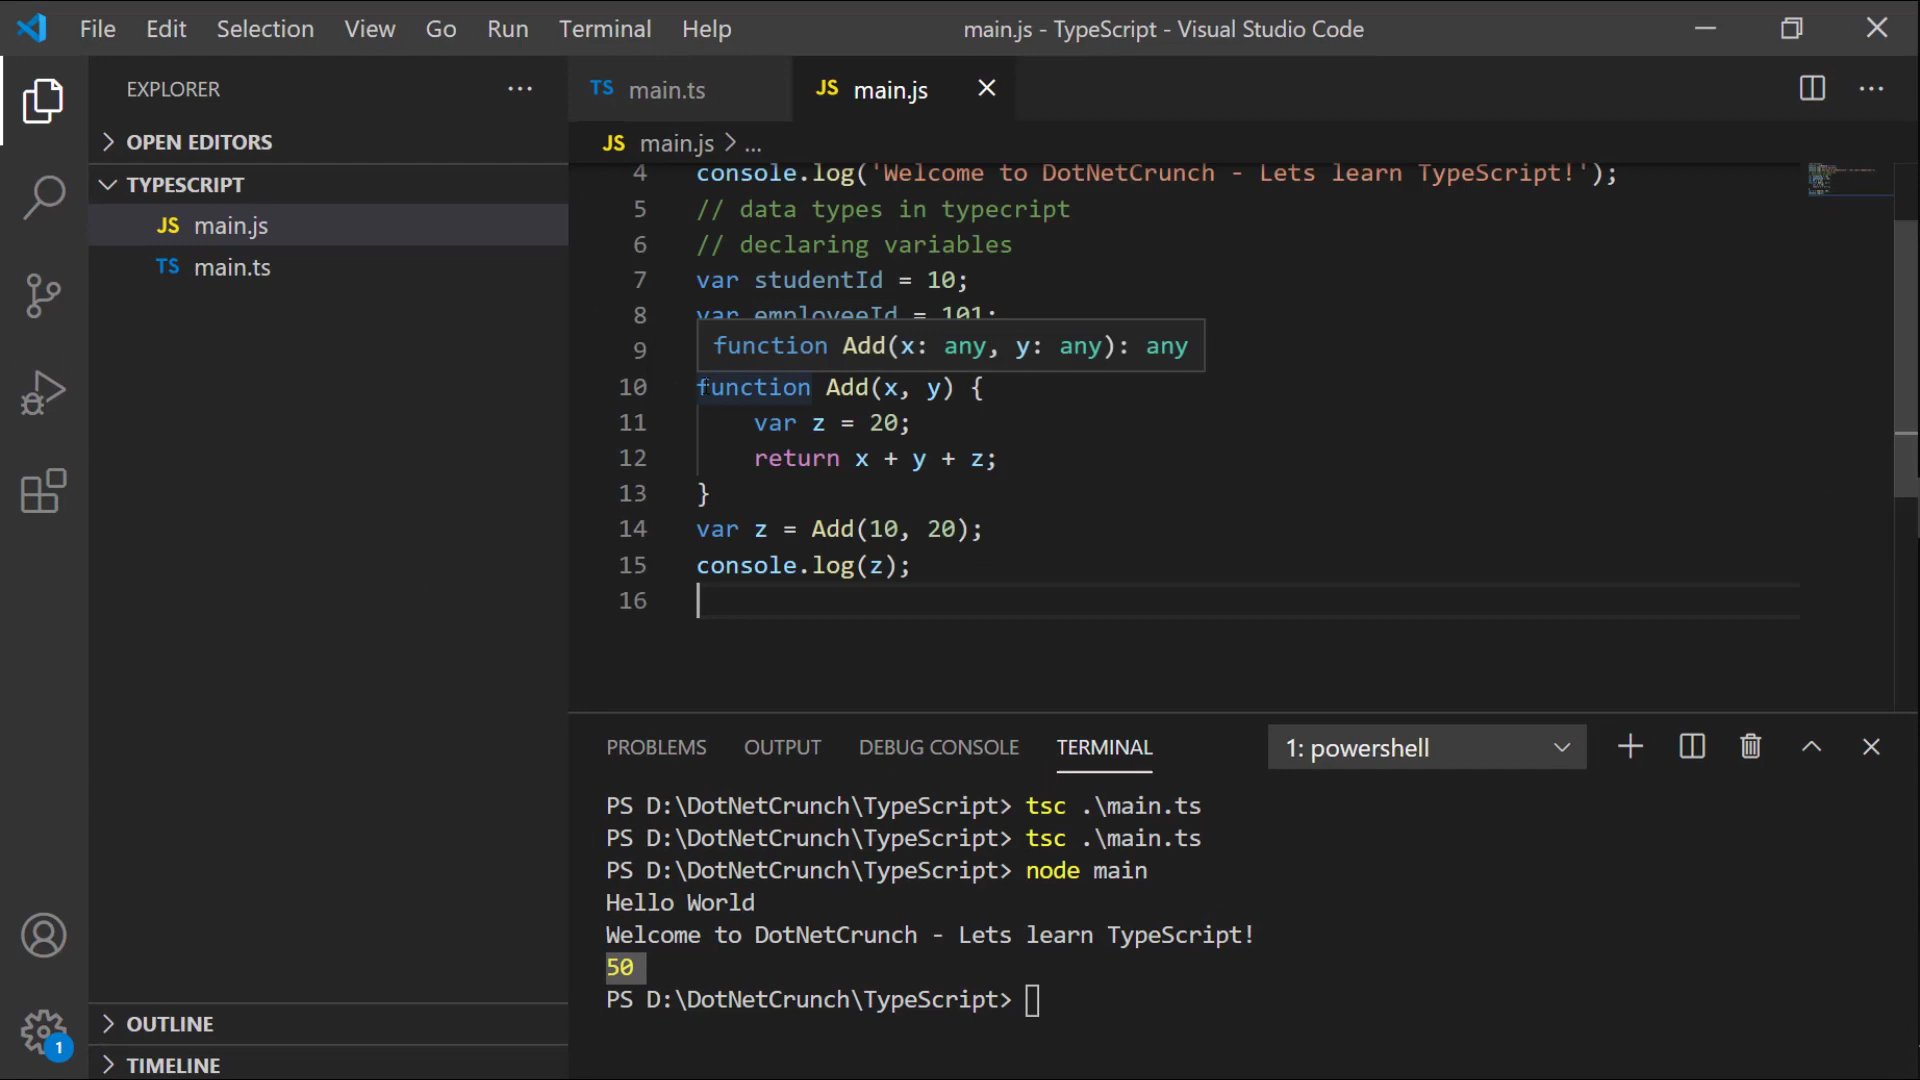 File Edit Selection View Go Run Terminal Help main.js - TypeScript - Visual Studio Code
EXPLORER
OPEN EDITORS
TYPESCRIPT
JS main.js
TS main.ts
OUTLINE
TIMELINE
1
TS main.ts JS main.js
JS main.js > ...
4 console.log('Welcome to DotNetCrunch - Lets learn TypeScript!');
5 // data types in typecript
6 // declaring variables
7 var studentId = 10;
8 var employeeId = 101;
9
function Add(x: any, y: any): any
10 function Add(x, y) {
11 var z = 20;
12 return x + y + z;
13 }
14 var z = Add(10, 20);
15 console.log(z);
16
PROBLEMS OUTPUT DEBUG CONSOLE TERMINAL 1: powershell
PS D:\DotNetCrunch\TypeScript> tsc .\main.ts
PS D:\DotNetCrunch\TypeScript> tsc .\main.ts
PS D:\DotNetCrunch\TypeScript> node main
Hello World
Welcome to DotNetCrunch - Lets learn TypeScript!
50
PS D:\DotNetCrunch\TypeScript>